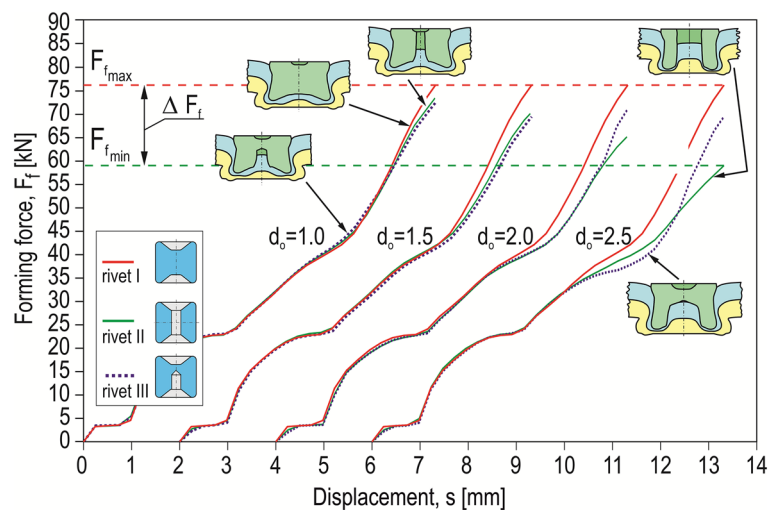 90
85
80
75
70
65
60
55
50
45
40
35
30
25
20
15
10
5
0
Forming force, Ff [kN]
Ffmax
Δ Ff
Ffmin
do=1.0
do=1.5
do=2.0
do=2.5
rivet I
rivet II
rivet III
0 1 2 3 4 5 6 7 8 9 10 11 12 13 14
Displacement, s [mm]